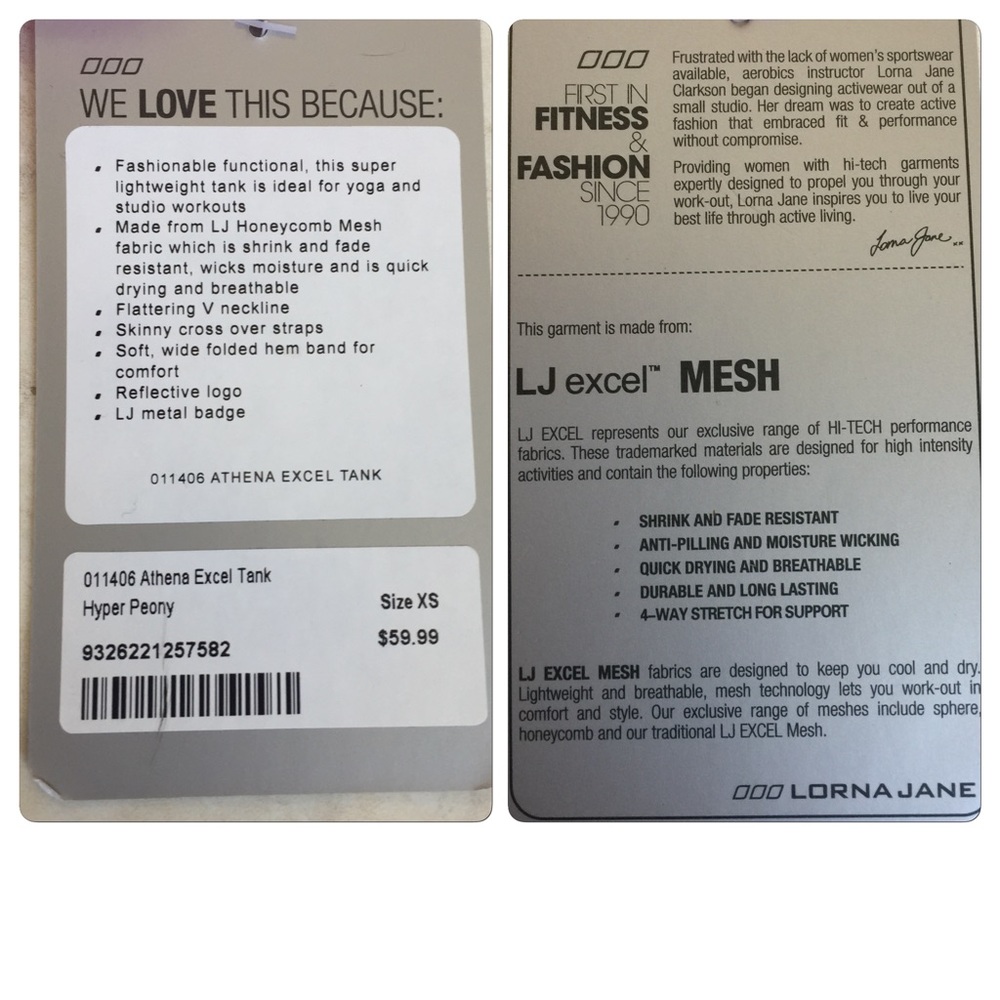 WE LOVE THIS BECAUSE:
• Fashionable functional, this super
lightweight tank is ideal for yoga and
studio workouts
• Made from LJ Honeycomb Mesh
fabric which is shrink and fade
resistant, wicks moisture and is quick
drying and breathable
• Flattering V neckline
• Skinny cross over straps
• Soft, wide folded hem band for
comfort
• Reflective logo
• LJ metal badge
011406 ATHENA EXCEL TANK
011406 Athena Excel Tank
Hyper Peony
Size XS
$59.99
9326221257582
FIRST IN
FITNESS
&
FASHION
SINCE
1990
Frustrated with the lack of women's sportswear
available, aerobics instructor Lorna Jane
Clarkson began designing activewear out of a
small studio. Her dream was to create active
fashion that embraced fit & performance
without compromise.
Providing women with hi-tech garments
expertly designed to propel you through your
work-out, Lorna Jane inspires you to live your
best life through active living.
Lorna Jane xx
This garment is made from:
LJ excel™ MESH
LJ EXCEL represents our exclusive range of HI-TECH performance
fabrics. These trademarked materials are designed for high intensity
activities and contain the following properties:
• SHRINK AND FADE RESISTANT
• ANTI-PILLING AND MOISTURE WICKING
• QUICK DRYING AND BREATHABLE
• DURABLE AND LONG LASTING
• 4–WAY STRETCH FOR SUPPORT
LJ EXCEL MESH fabrics are designed to keep you cool and dry.
Lightweight and breathable, mesh technology lets you work-out in
comfort and style. Our exclusive range of meshes include sphere,
honeycomb and our traditional LJ EXCEL Mesh.
LORNA JANE